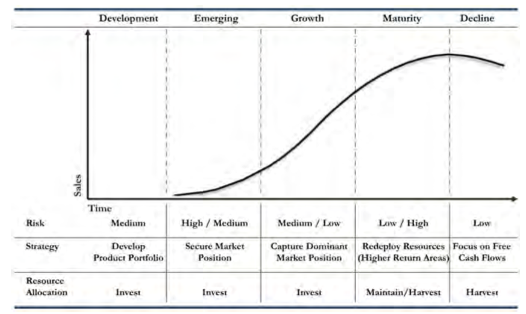 Development Emerging Growth Maturity Decline
Sales
Time
Risk Medium High / Medium Medium / Low Low / High Low
Strategy Develop Secure Market Capture Dominant Redeploy Resources Focus on Free
Product Portfolio Position Market Position (Higher Return Areas) Cash Flows
Resource
Allocation Invest Invest Invest Maintain/Harvest Harvest